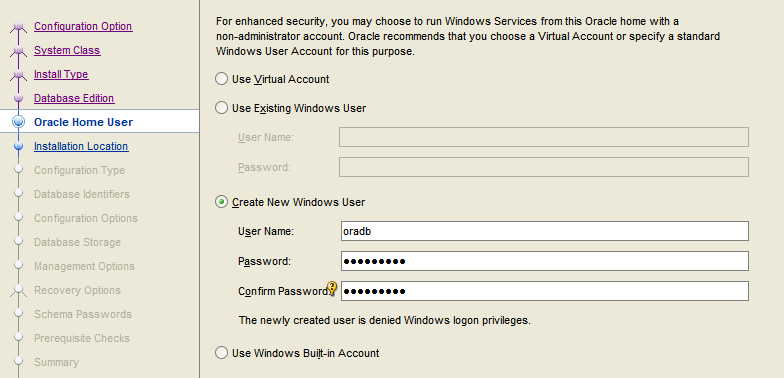 Configuration Option
System Class
Install Type
Database Edition
Oracle Home User
Installation Location
Configuration Type
Database Identifiers
Configuration Options
Database Storage
Management Options
Recovery Options
Schema Passwords
Prerequisite Checks
Summary
For enhanced security, you may choose to run Windows Services from this Oracle home with a
non-administrator account. Oracle recommends that you choose a Virtual Account or specify a standard
Windows User Account for this purpose.
Use Virtual Account
Use Existing Windows User
User Name:
Password:
Create New Windows User
User Name: oradb
Password: ●●●●●●●●●
Confirm Password: ●●●●●●●●●
The newly created user is denied Windows logon privileges.
Use Windows Built-in Account